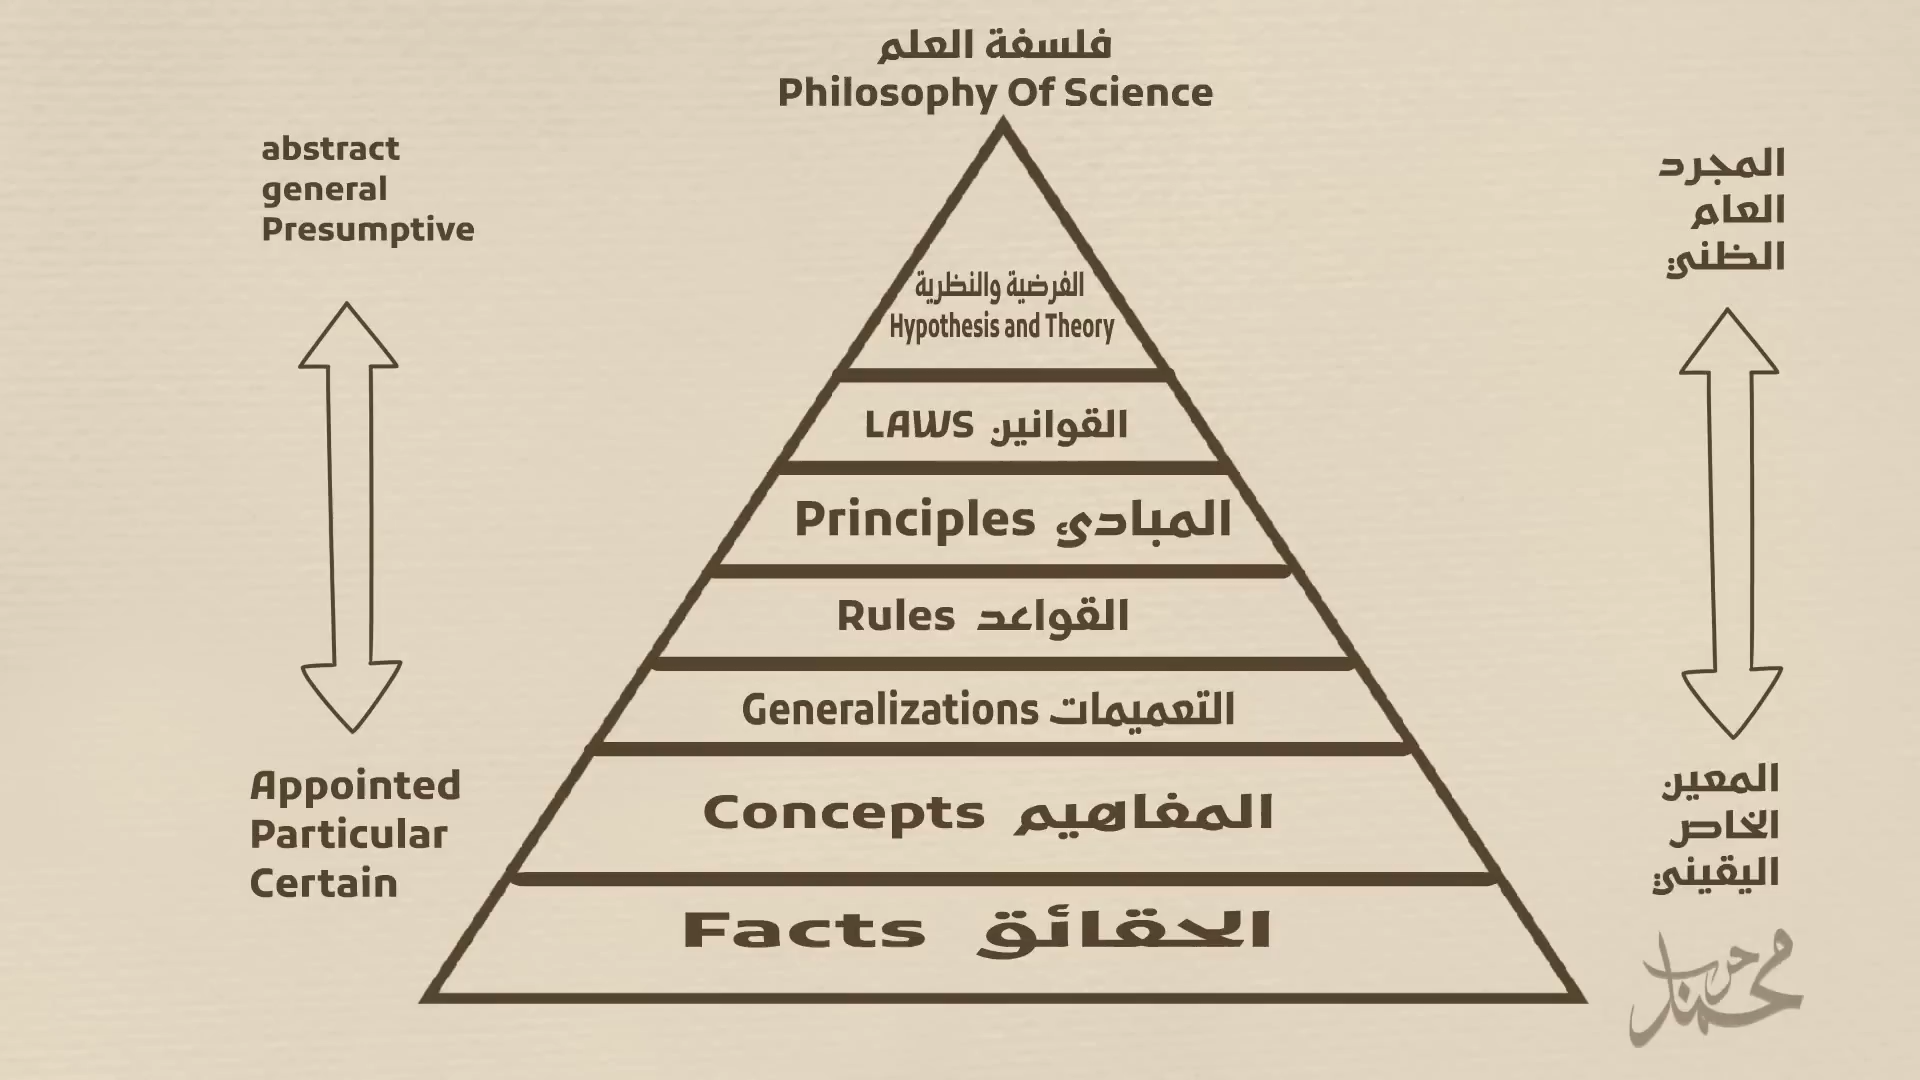 فلسفة العلم
Philosophy Of Science
abstract
general
Presumptive
المجرد
العام
الظني
الفرضية والنظرية
Hypothesis and Theory
LAWS القوانين
Principles المبادئ
Rules القواعد
Generalizations التعميمات
Concepts المفاهيم
Facts الحقائق
Appointed
Particular
Certain
المعين
الخاص
اليقيني